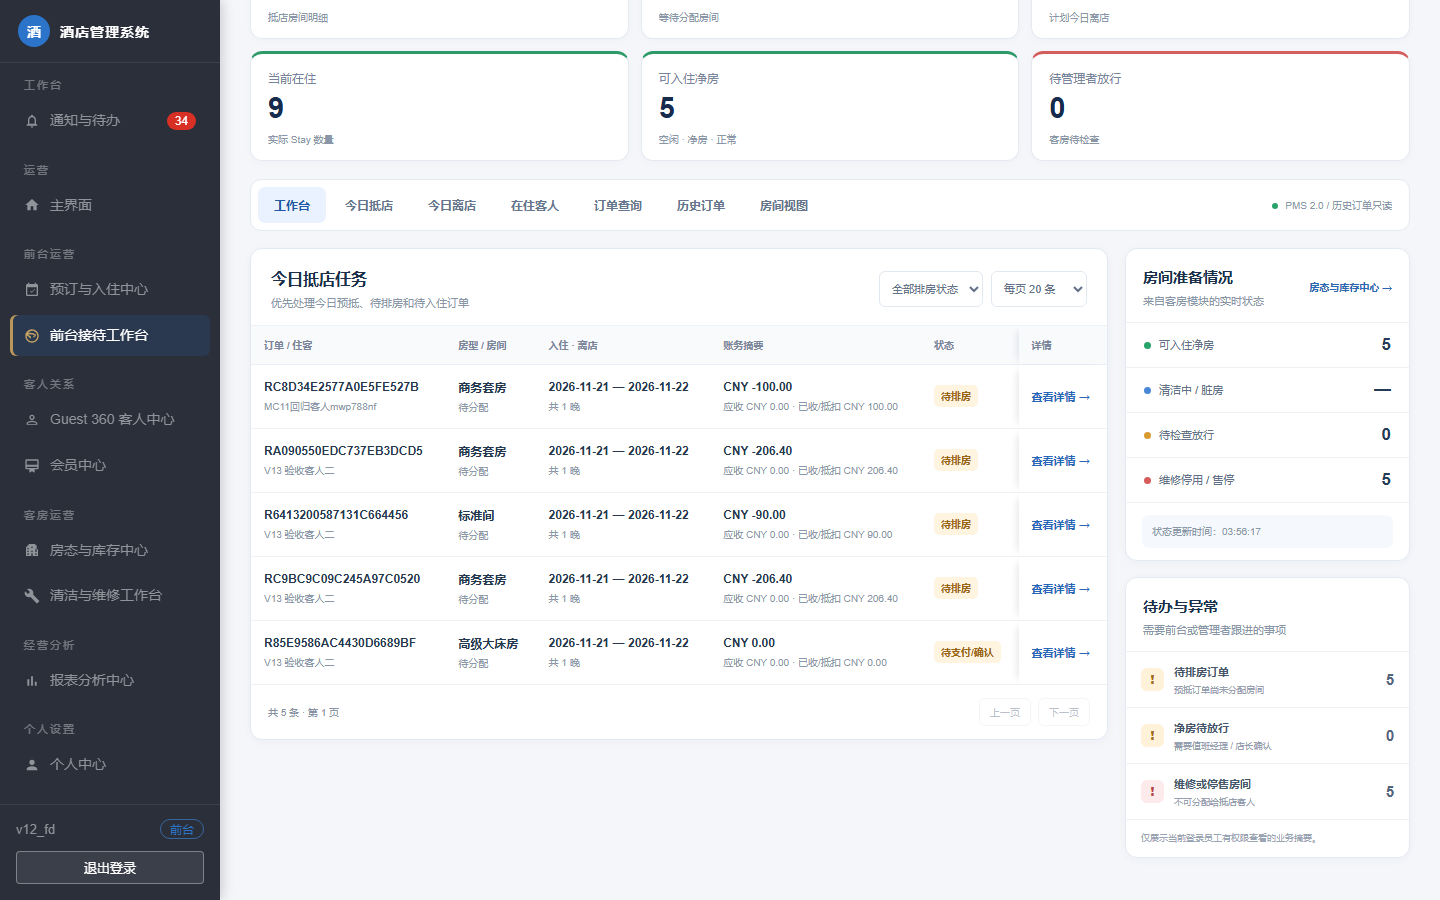 酒 酒店管理系统
工作台
通知与待办 34
运营
主界面
前台运营
预订与入住中心
前台接待工作台
客人关系
Guest 360 客人中心
会员中心
客房运营
房态与库存中心
清洁与维修工作台
经营分析
报表分析中心
个人设置
个人中心
v12_fd 前台
退出登录
抵店房间明细
等待分配房间
计划今日离店
当前在住
9
实际 Stay 数量
可入住净房
5
空闲 · 净房 · 正常
待管理者放行
0
客房待检查
工作台 今日抵店 今日离店 在住客人 订单查询 历史订单 房间视图
PMS 2.0 / 历史订单只读
今日抵店任务
优先处理今日预抵、待排房和待入住订单
全部排房状态 每页 20 条
订单 / 住客 房型 / 房间 入住 · 离店 账务摘要 状态 详情
RC8D34E2577A0E5FE527B 商务套房 2026-11-21 — 2026-11-22 CNY -100.00 待排房 查看详情 →
MC11回归客人mwp788nf 待分配 共 1 晚 应收 CNY 0.00 · 已收/抵扣 CNY 100.00
RA090550EDC737EB3DCD5 商务套房 2026-11-21 — 2026-11-22 CNY -206.40 待排房 查看详情 →
V13 验收客人二 待分配 共 1 晚 应收 CNY 0.00 · 已收/抵扣 CNY 206.40
R6413200587131C664456 标准间 2026-11-21 — 2026-11-22 CNY -90.00 待排房 查看详情 →
V13 验收客人二 待分配 共 1 晚 应收 CNY 0.00 · 已收/抵扣 CNY 90.00
RC9BC9C09C245A97C0520 商务套房 2026-11-21 — 2026-11-22 CNY -206.40 待排房 查看详情 →
V13 验收客人二 待分配 共 1 晚 应收 CNY 0.00 · 已收/抵扣 CNY 206.40
R85E9586AC4430D6689BF 高级大床房 2026-11-21 — 2026-11-22 CNY 0.00 待支付/确认 查看详情 →
V13 验收客人二 待分配 共 1 晚 应收 CNY 0.00 · 已收/抵扣 CNY 0.00
共 5 条 · 第 1 页 上一页 下一页
房间准备情况
来自客房模块的实时状态
房态与库存中心 →
可入住净房 5
清洁中 / 脏房 —
待检查放行 0
维修停用 / 售停 5
状态更新时间：03:56:17
待办与异常
需要前台或管理者跟进的事项
! 待排房订单 5
预抵订单尚未分配房间
! 净房待放行 0
需要值班经理 / 店长确认
! 维修或停售房间 5
不可分配给抵店客人
仅展示当前登录员工有权限查看的业务摘要。